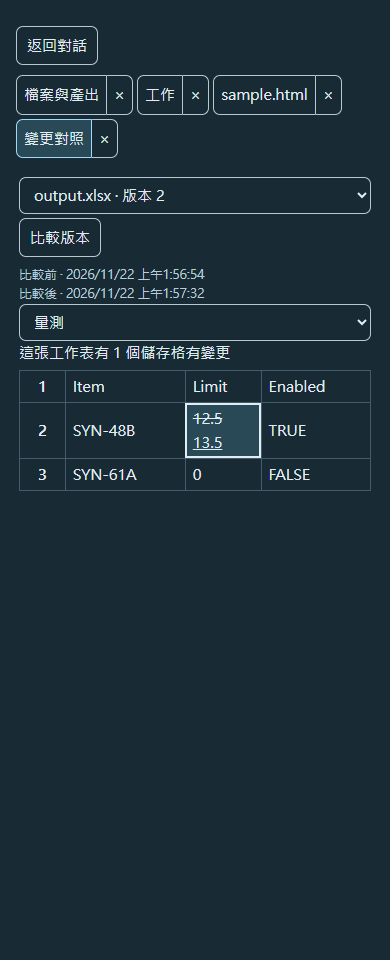 返回對話
檔案與產出 × 工作 × sample.html ×
變更對照 ×
output.xlsx · 版本 2
比較版本
比較前 · 2026/11/22 上午1:56:54
比較後 · 2026/11/22 上午1:57:32
量測
這張工作表有 1 個儲存格有變更
1 Item Limit Enabled
2 SYN-48B 12.5 13.5 TRUE
3 SYN-61A 0 FALSE